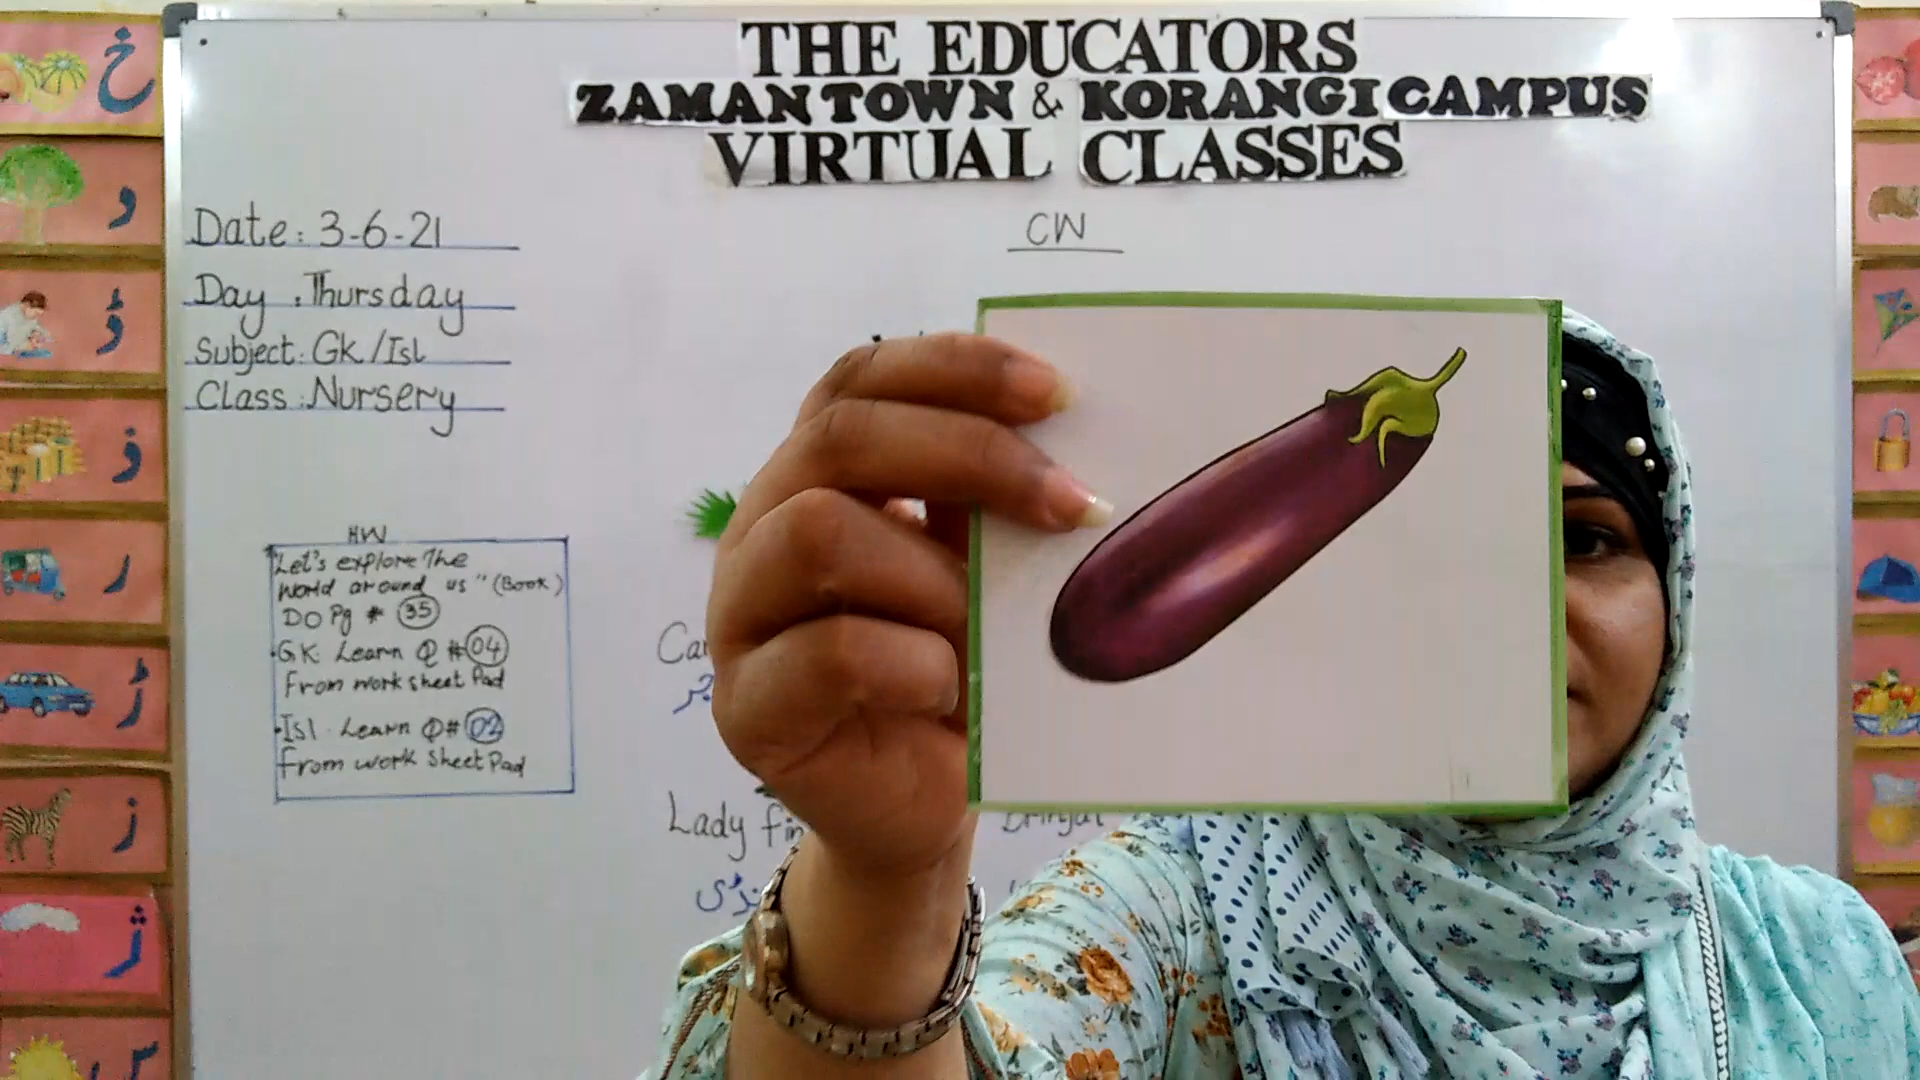 THE EDUCATORS
ZAMAN TOWN & KORANGI CAMPUS
VIRTUAL CLASSES
Date: 3-6-21
Day: Thursday
Subject: Gk/Isl
Class: Nursery
CW
HW
"Let's explore The
World around us" (Book)
DO Pg # 35
• G.K. Learn Q #04
From work sheet Pad
• Isl. Learn Q# 02
From work Sheet Pad
Lady
خ
د
ڈ
ذ
ر
ڑ
ز
ژ
س